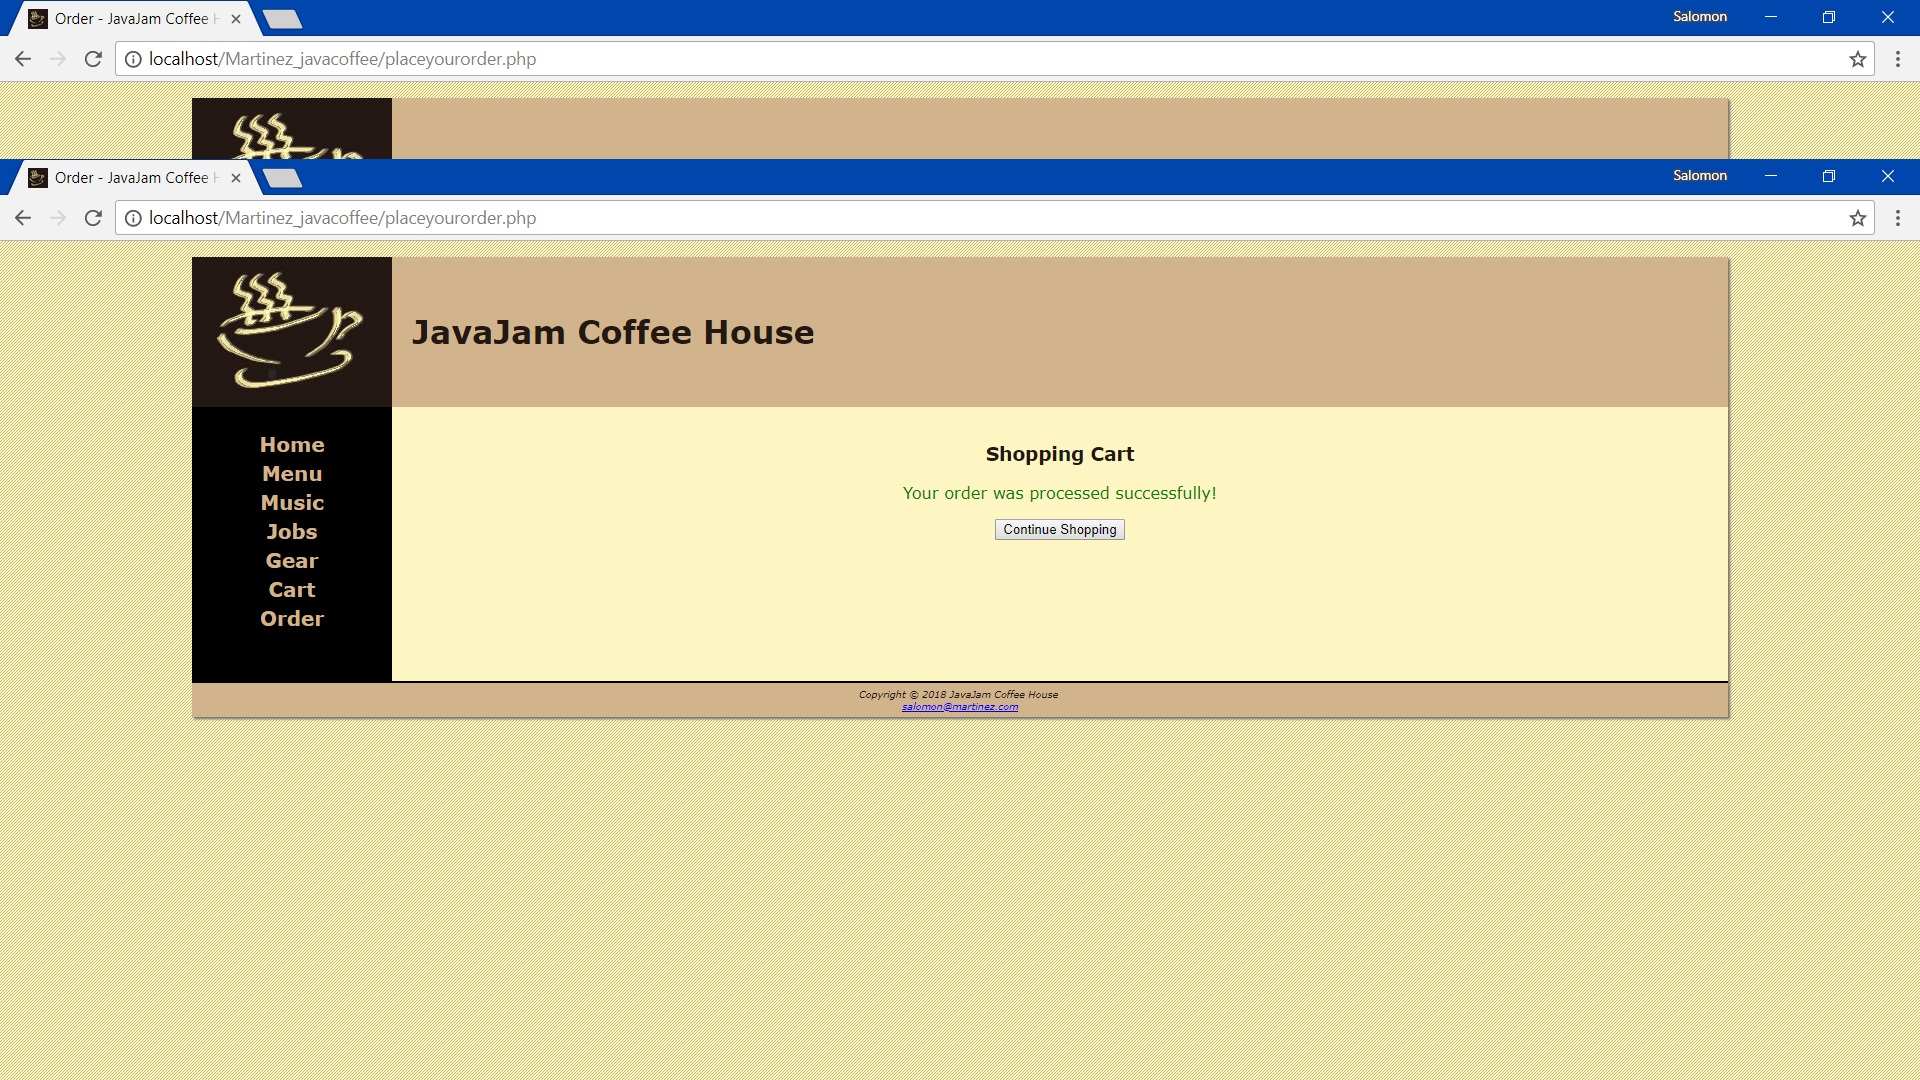 Order - JavaJam Coffee
Salomon
localhost/Martinez_javacoffee/placeyourorder.php
Order - JavaJam Coffee
Salomon
localhost/Martinez_javacoffee/placeyourorder.php
JavaJam Coffee House
Home
Menu
Music
Jobs
Gear
Cart
Order
Shopping Cart
Your order was processed successfully!
Continue Shopping
Copyright © 2018 JavaJam Coffee House
salomon@martinez.com